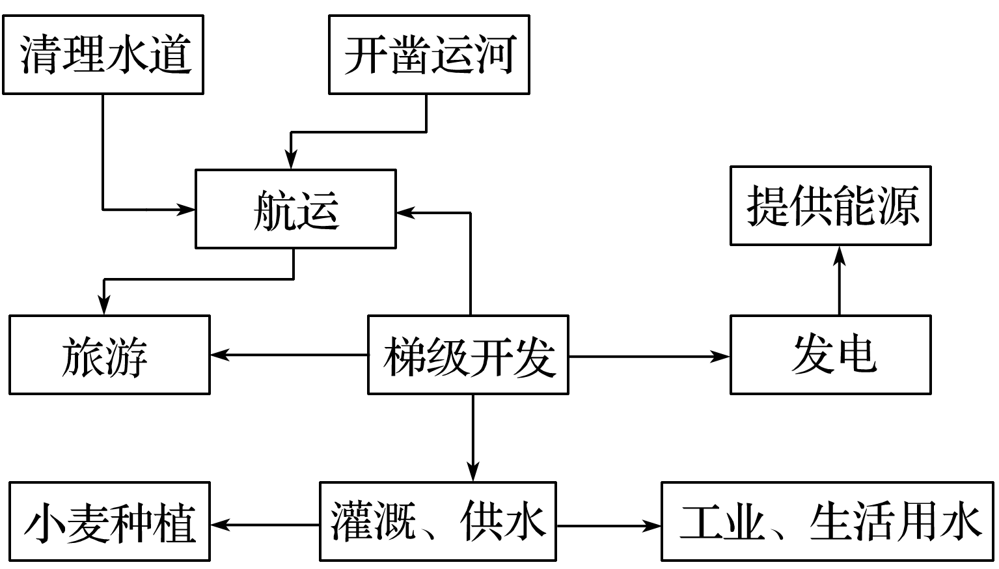 清理水道
开凿运河
航运
提供能源
旅游
梯级开发
发电
小麦种植
灌溉、供水
工业、生活用水